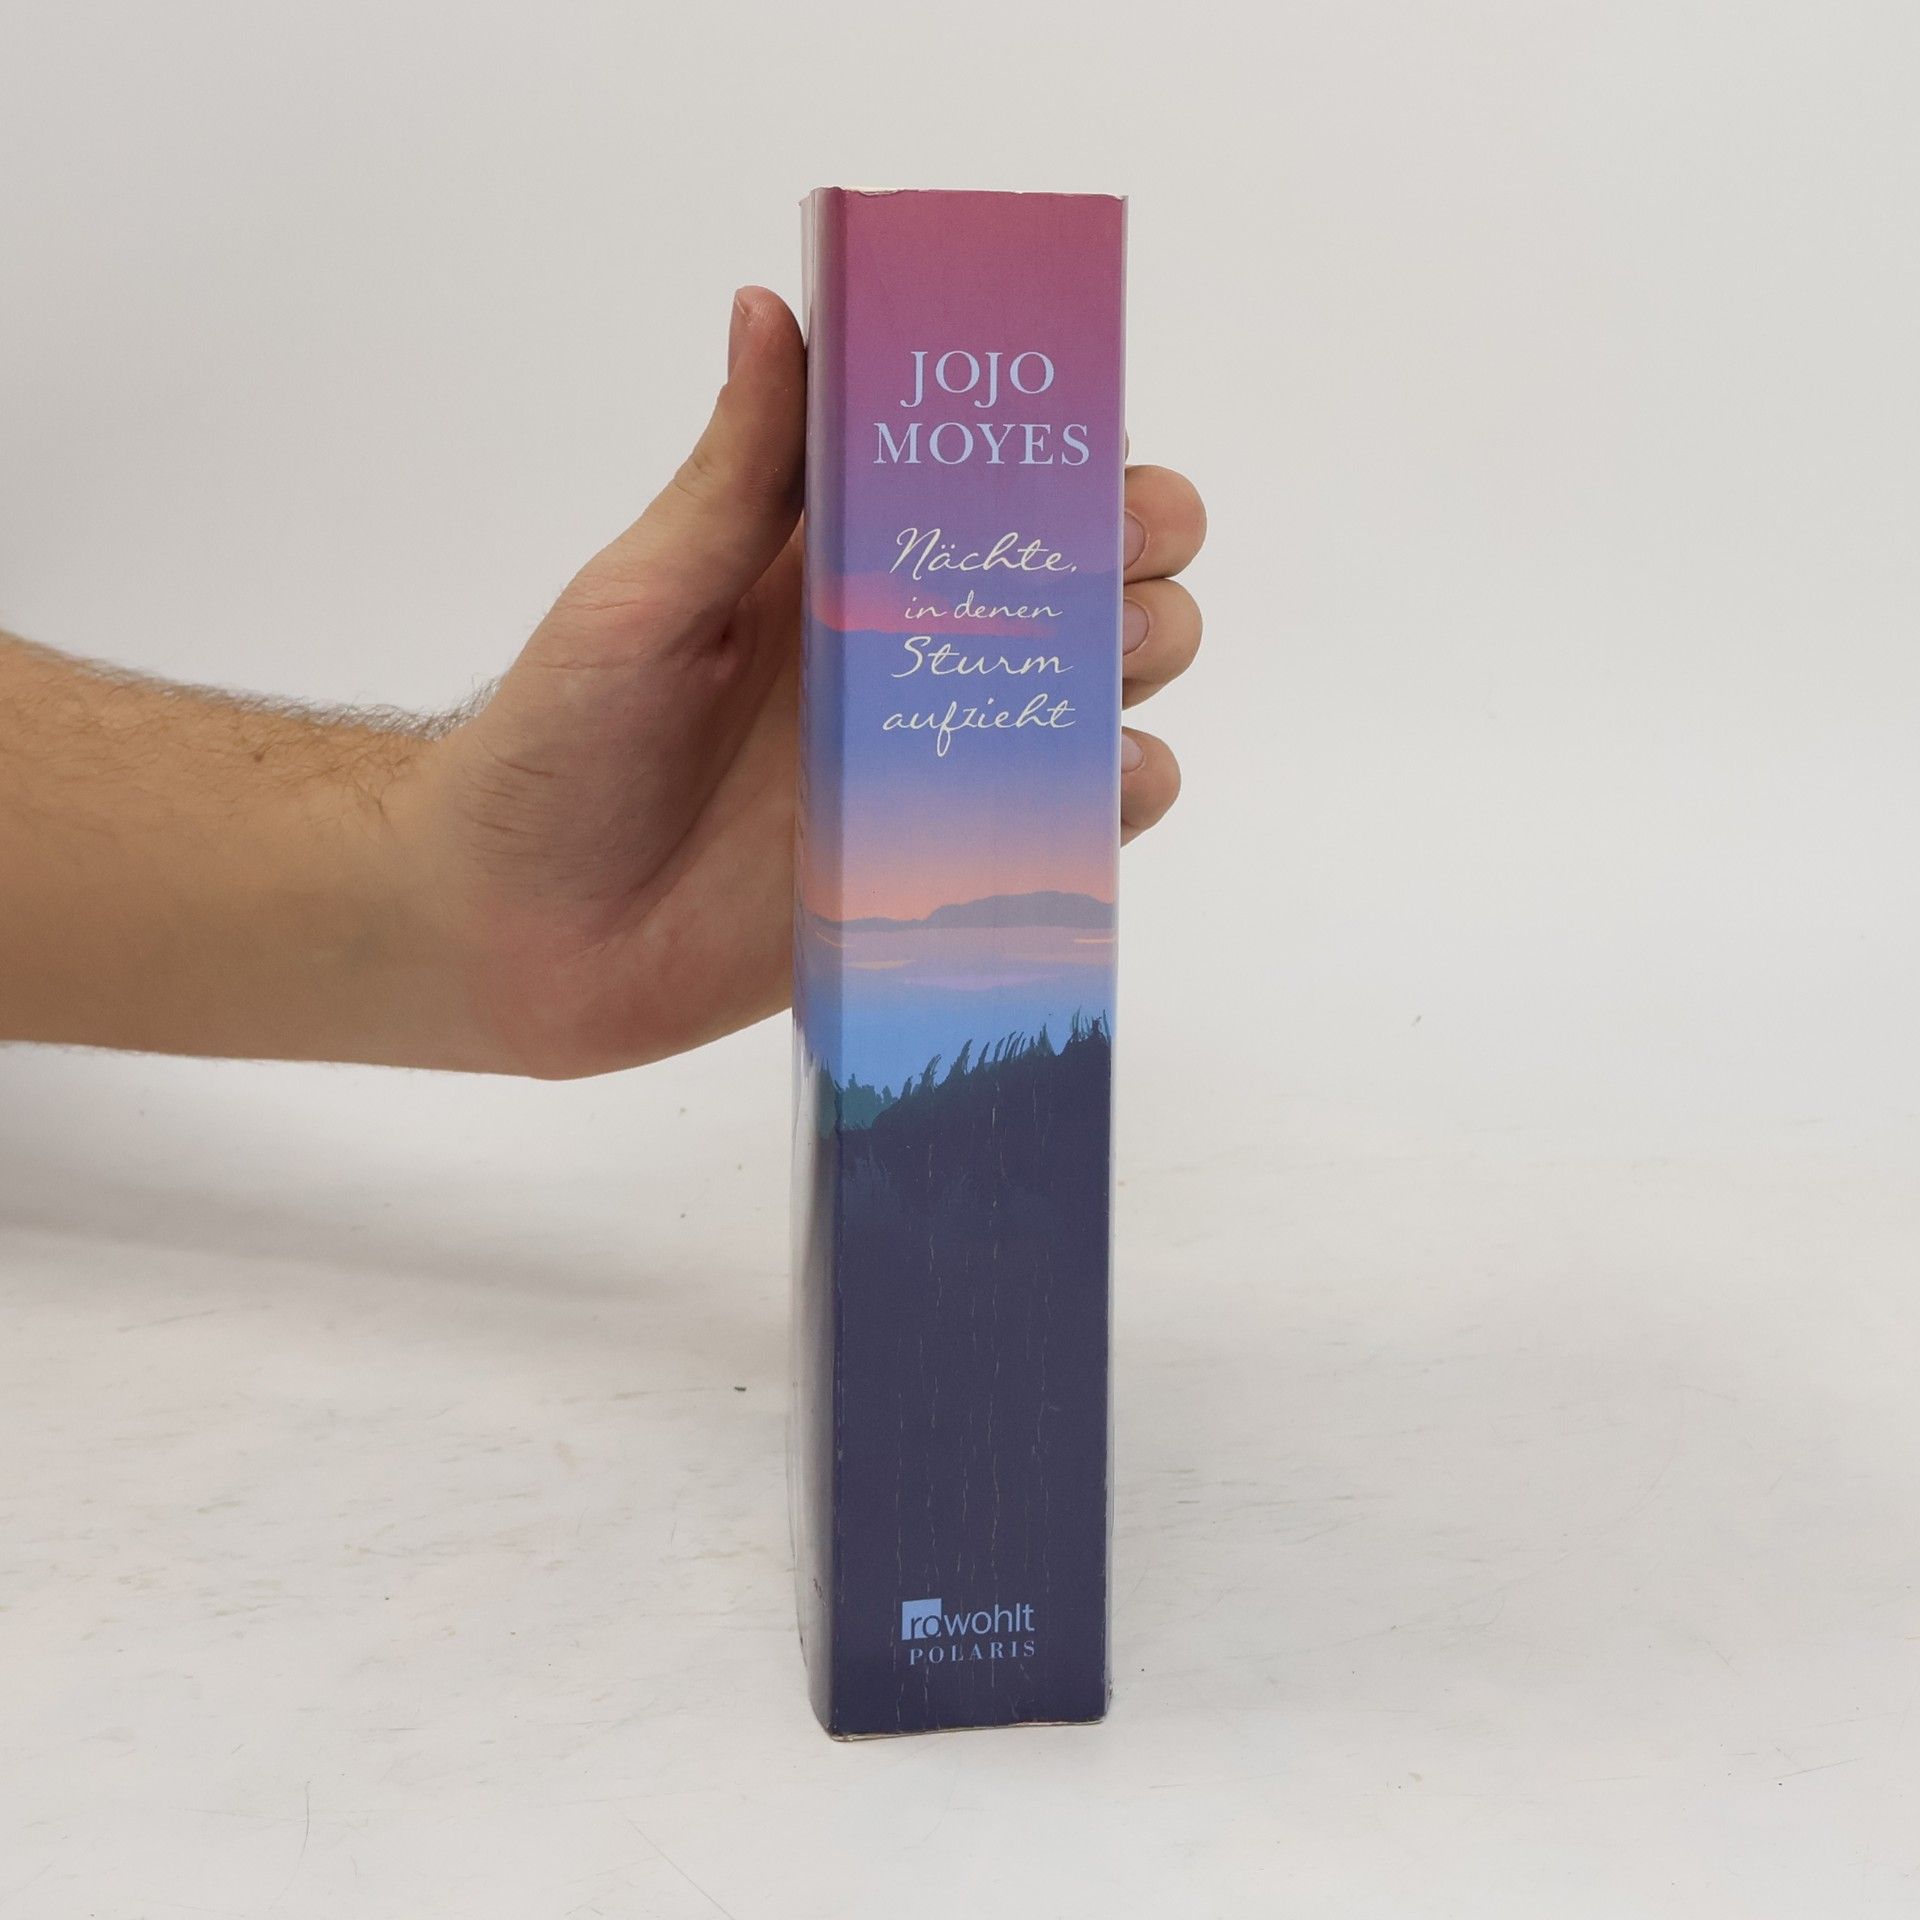 JOJO
MOYES
Nächte,
in denen
Sturm
aufzieht
rowohlt
POLARIS